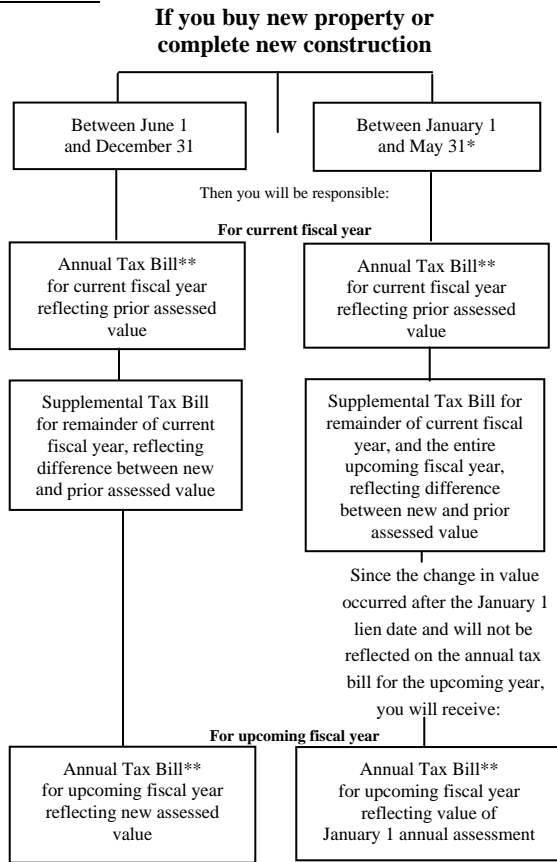 If you buy new property or
complete new construction
Between June 1
and December 31
Between January 1
and May 31*
Then you will be responsible:
For current fiscal year
Annual Tax Bill**
for current fiscal year
reflecting prior assessed
value
Annual Tax Bill**
for current fiscal year
reflecting prior assessed
value
Supplemental Tax Bill
for remainder of current
fiscal year, reflecting
difference between new
and prior assessed value
Supplemental Tax Bill for
remainder of current fiscal
year, and the entire
upcoming fiscal year,
reflecting difference
between new and prior
assessed value
Since the change in value
occurred after the January 1
lien date and will not be
reflected on the annual tax
bill for the upcoming year,
you will receive:
For upcoming fiscal year
Annual Tax Bill**
for upcoming fiscal year
reflecting new assessed
value
Annual Tax Bill**
for upcoming fiscal year
reflecting value of
January 1 annual assessment